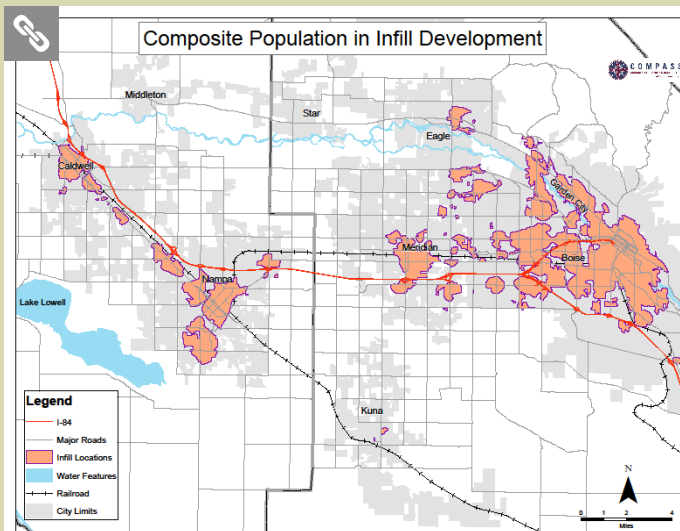 Composite Population in Infill Development
COMPASS
Middleton
Star
Eagle
Caldwell
Garden City
Meridian
Boise
Nampa
Lake Lowell
Kuna
Legend
I-84
Major Roads
Infill Locations
Water Features
Railroad
City Limits
N
0 1 2 4
Miles